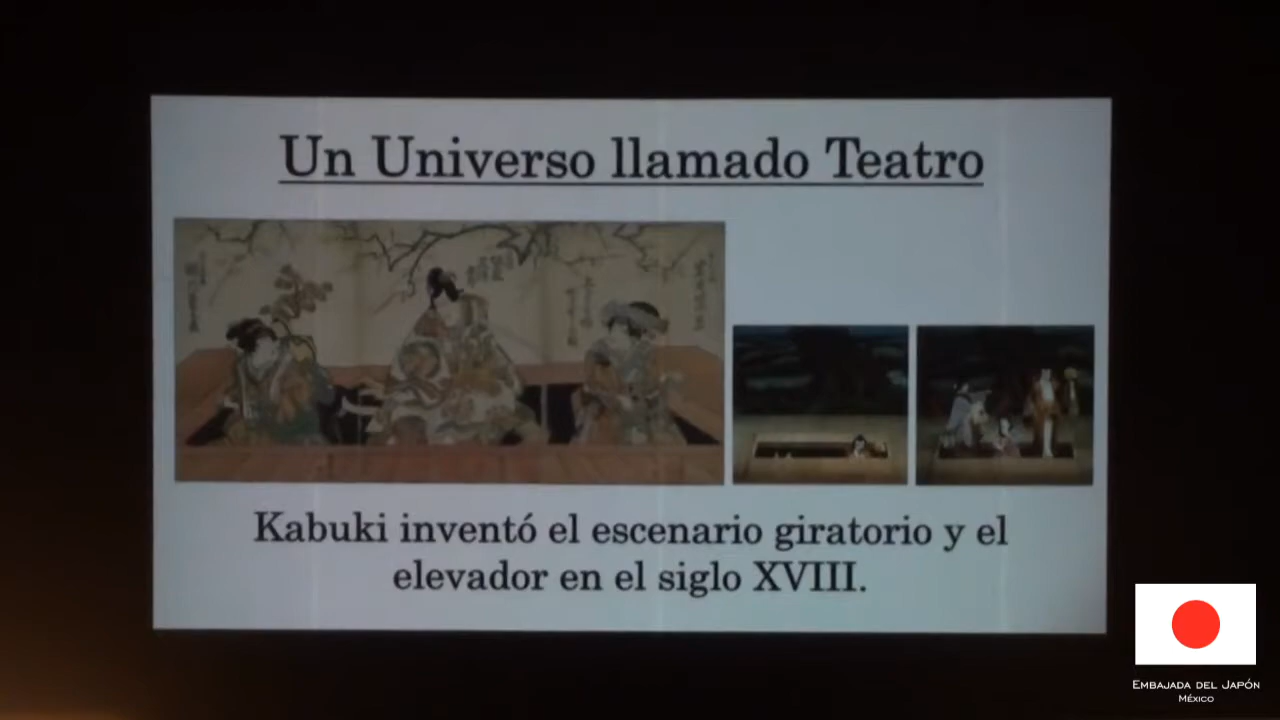 Un Universo llamado Teatro
Kabuki inventó el escenario giratorio y el
elevador en el siglo XVIII.
EMBAJADA DEL JAPÓN
MÉXICO